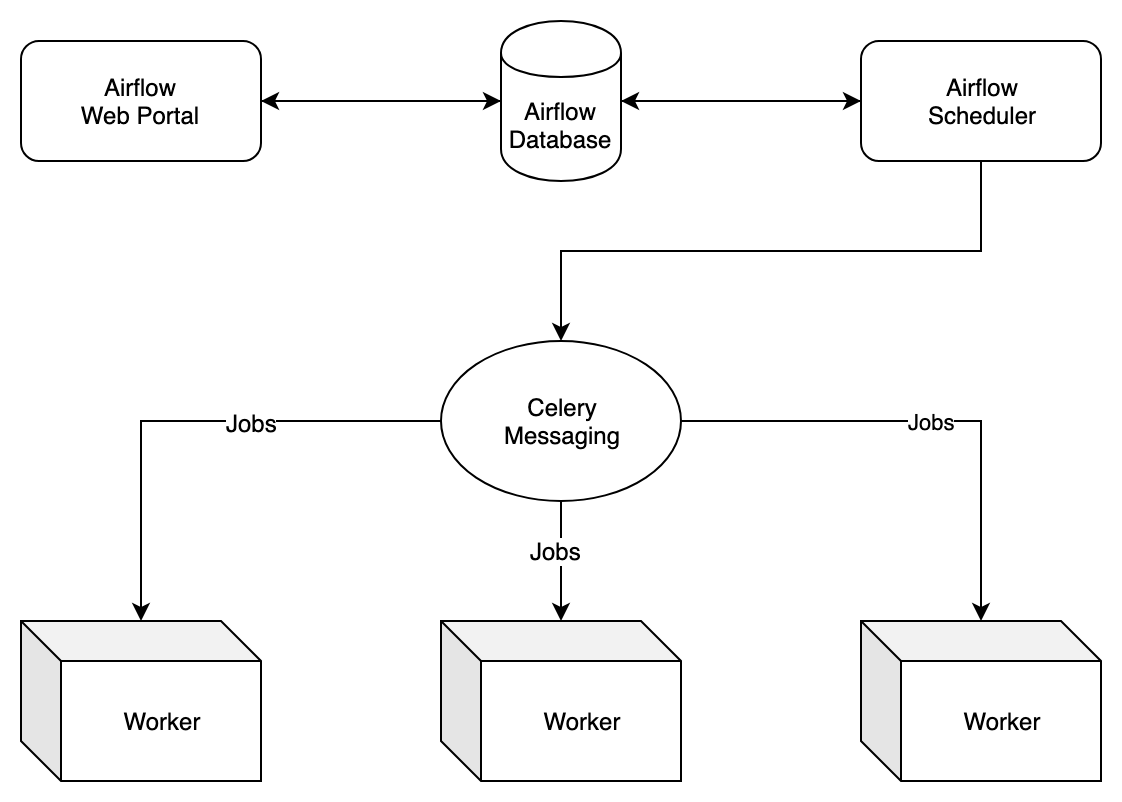 Airflow
Web Portal
Airflow
Database
Airflow
Scheduler
Celery
Messaging
Jobs
Jobs
Jobs
Worker
Worker
Worker